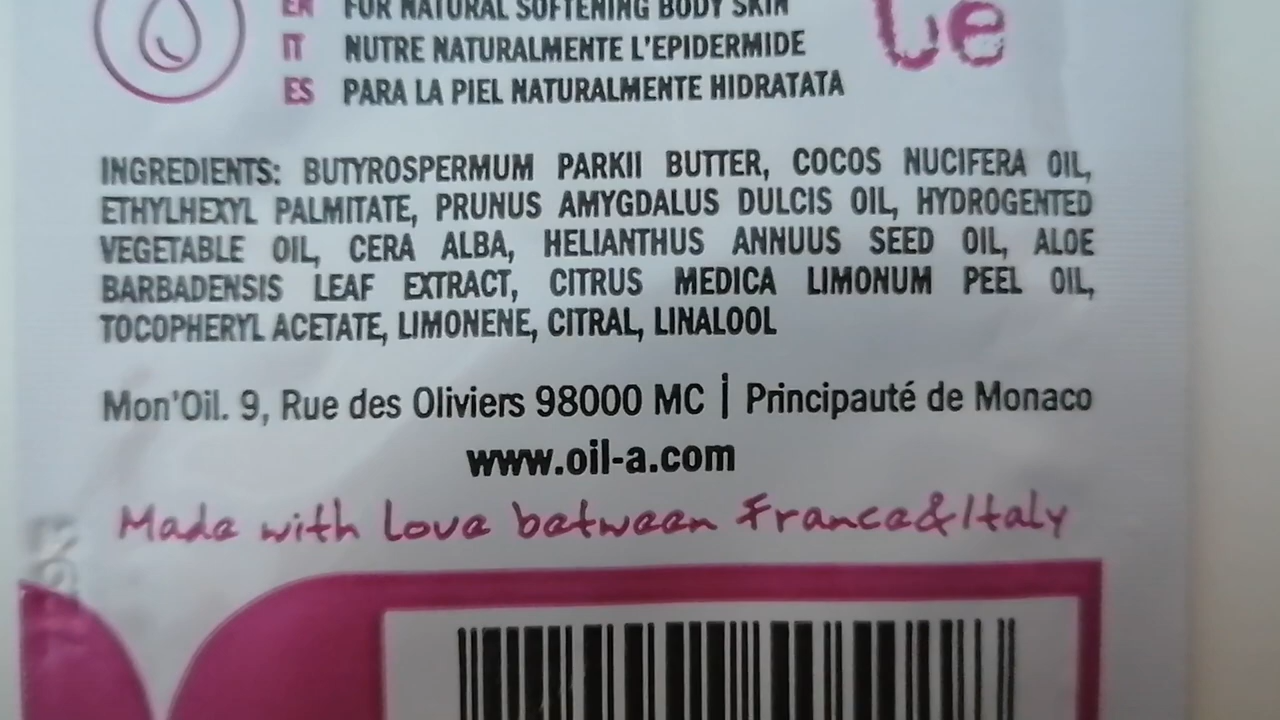 EN FOR NATURAL SOFTENING BODY SKIN
IT NUTRE NATURALMENTE L'EPIDERMIDE
ES PARA LA PIEL NATURALMENTE HIDRATATA
INGREDIENTS: BUTYROSPERMUM PARKII BUTTER, COCOS NUCIFERA OIL,
ETHYLHEXYL PALMITATE, PRUNUS AMYGDALUS DULCIS OIL, HYDROGENTED
VEGETABLE OIL, CERA ALBA, HELIANTHUS ANNUUS SEED OIL, ALOE
BARBADENSIS LEAF EXTRACT, CITRUS MEDICA LIMONUM PEEL OIL,
TOCOPHERYL ACETATE, LIMONENE, CITRAL, LINALOOL
Mon'Oil. 9, Rue des Oliviers 98000 MC | Principauté de Monaco
www.oil-a.com
Made with Love between France&Italy